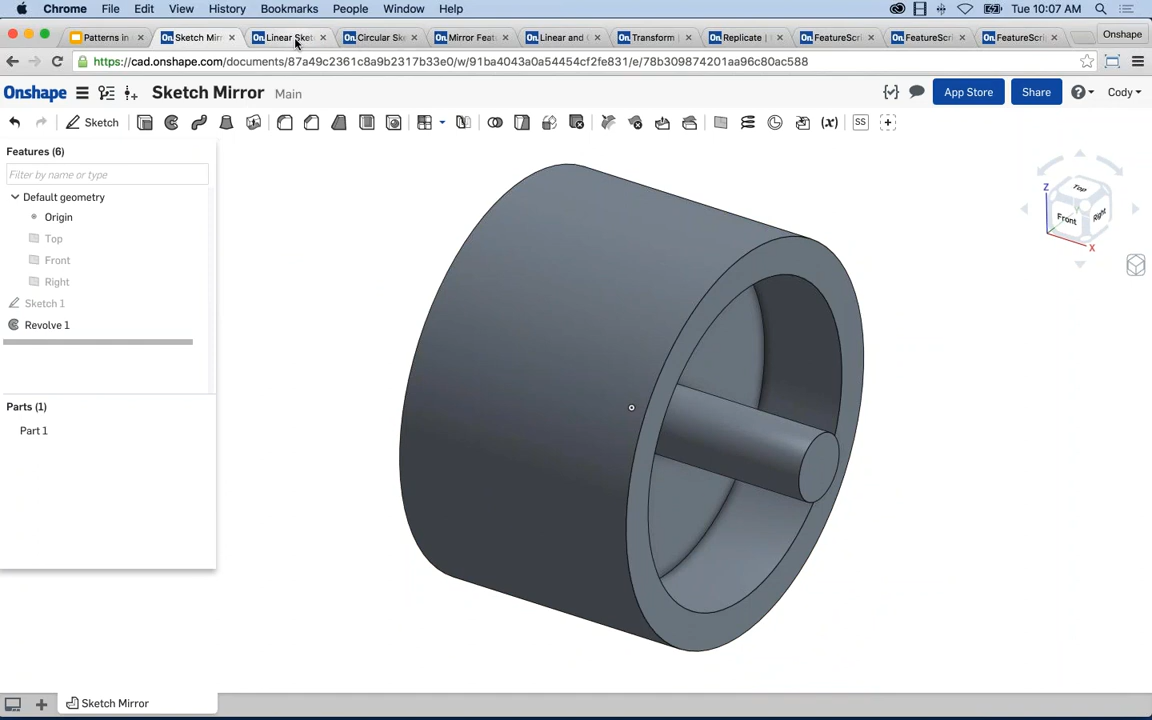 Chrome File Edit View History Bookmarks People Window Help Tue 10:07 AM
Patterns in Sketch Mirr Linear Sket Circular Ske Mirror Feat Linear and Transform Replicate FeatureScri FeatureScri FeatureScri Onshape
https://cad.onshape.com/documents/87a49c2361c8a9b2317b33e0/w/91ba4043a0a54454cf2fe831/e/78b309874201aa96c80ac588
Onshape Sketch Mirror Main App Store Share Cody
Sketch (x) SS
Features (6)
Filter by name or type
Default geometry
Origin
Top
Front
Right
Sketch 1
Revolve 1
Parts (1)
Part 1
Z
Top
Front Right
X
Sketch Mirror